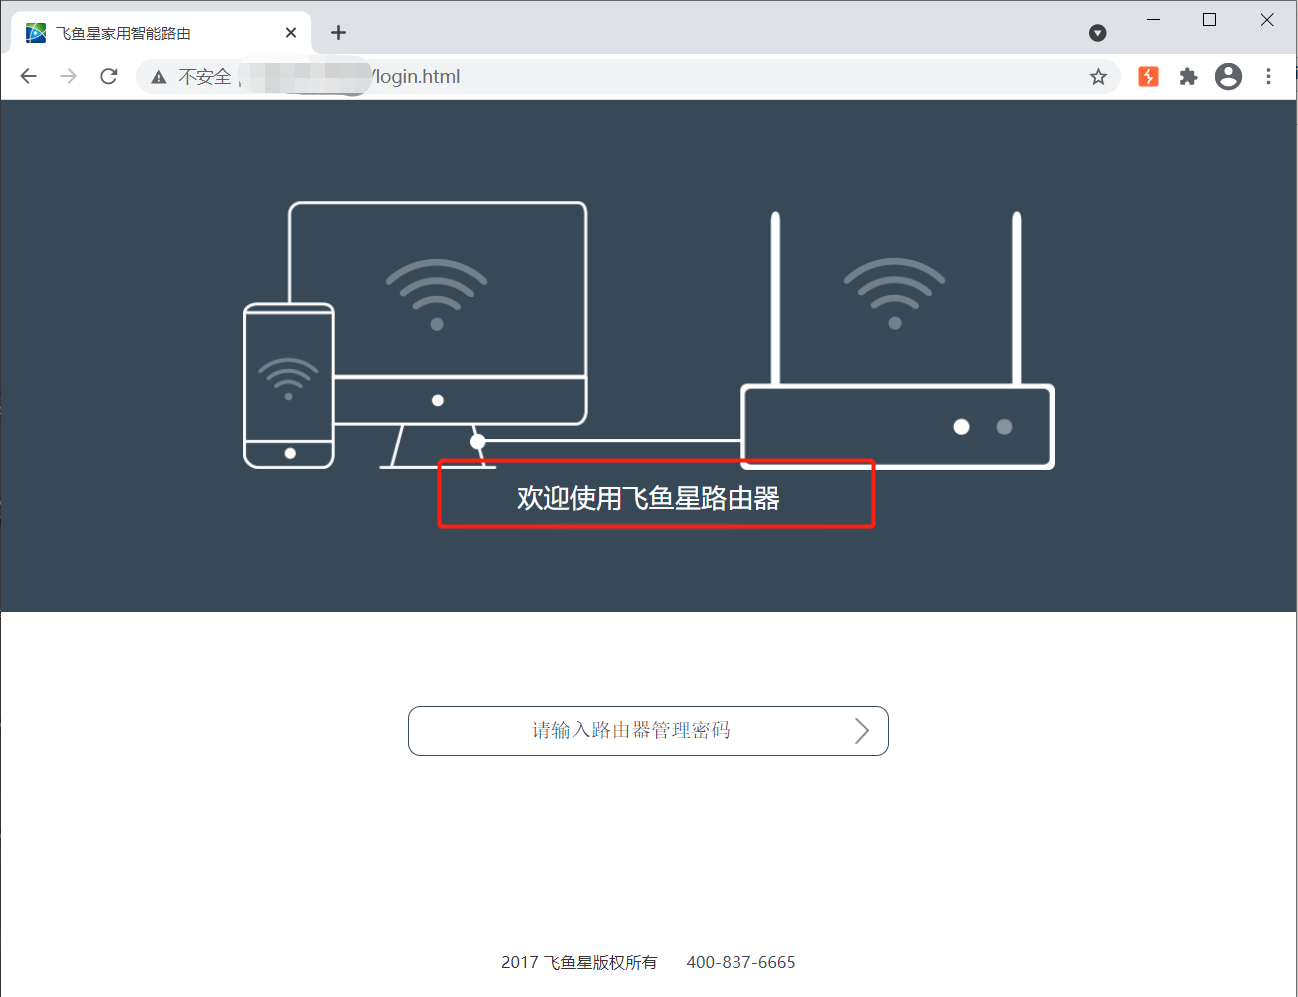 飞鱼星家用智能路由
不安全 /login.html
欢迎使用飞鱼星路由器
请输入路由器管理密码
2017 飞鱼星版权所有 400-837-6665